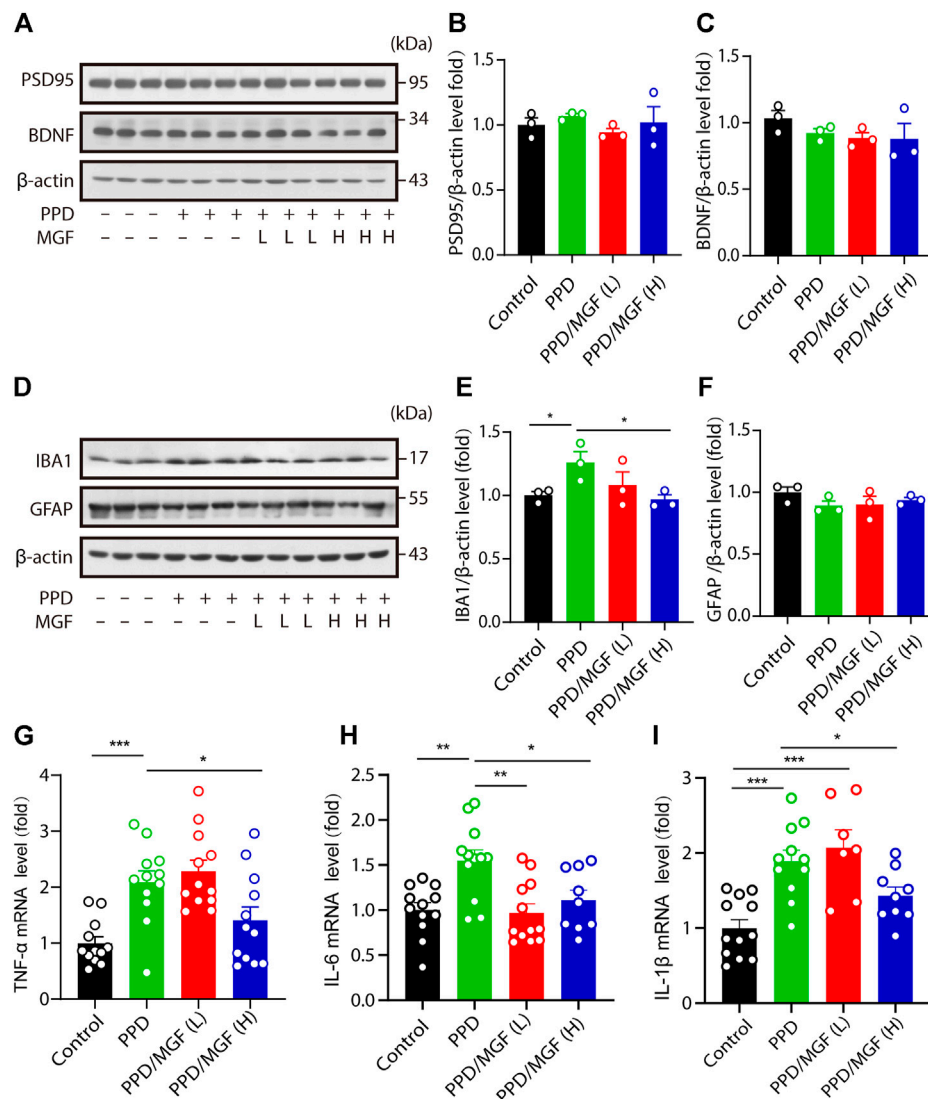 A
(kDa)
PSD95
95
34
BDNF
β-actin
43
PPD − − − + + + + + + + + +
MGF − − − − − − L L L H H H
B
PSD95/β-actin level fold)
1.5
1.0
0.5
0.0
Control
PPD
PPD/MGF (L)
PPD/MGF (H)
C
BDNF/β-actin level fold)
1.5
1.0
0.5
0.0
Control
PPD
PPD/MGF (L)
PPD/MGF (H)
D
(kDa)
IBA1
17
55
GFAP
β-actin
43
PPD − − − + + + + + + + + +
MGF − − − − − − L L L H H H
E
* *
IBA1/β-actin level (fold)
1.5
1.0
0.5
0.0
Control
PPD
PPD/MGF (L)
PPD/MGF (H)
F
GFAP /β-actin level (fold)
1.5
1.0
0.5
0.0
Control
PPD
PPD/MGF (L)
PPD/MGF (H)
G
***
*
TNF-α mRNA level (fold)
4
3
2
1
0
Control
PPD
PPD/MGF (L)
PPD/MGF (H)
H
** *
**
IL-6 mRNA level (fold)
2.5
2.0
1.5
1.0
0.5
0.0
Control
PPD
PPD/MGF (L)
PPD/MGF (H)
I
*
***
***
IL-1β mRNA level (fold)
3
2
1
0
Control
PPD
PPD/MGF (L)
PPD/MGF (H)